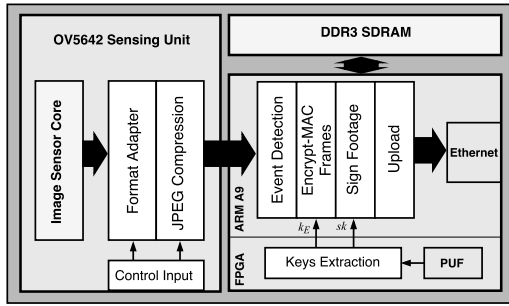 OV5642 Sensing Unit
DDR3 SDRAM
Image Sensor Core
Format Adapter
JPEG Compression
Control Input
ARM A9
Event Detection
Encrypt-MAC
Frames
Sign Footage
Upload
Ethernet
kE
sk
FPGA
Keys Extraction
PUF